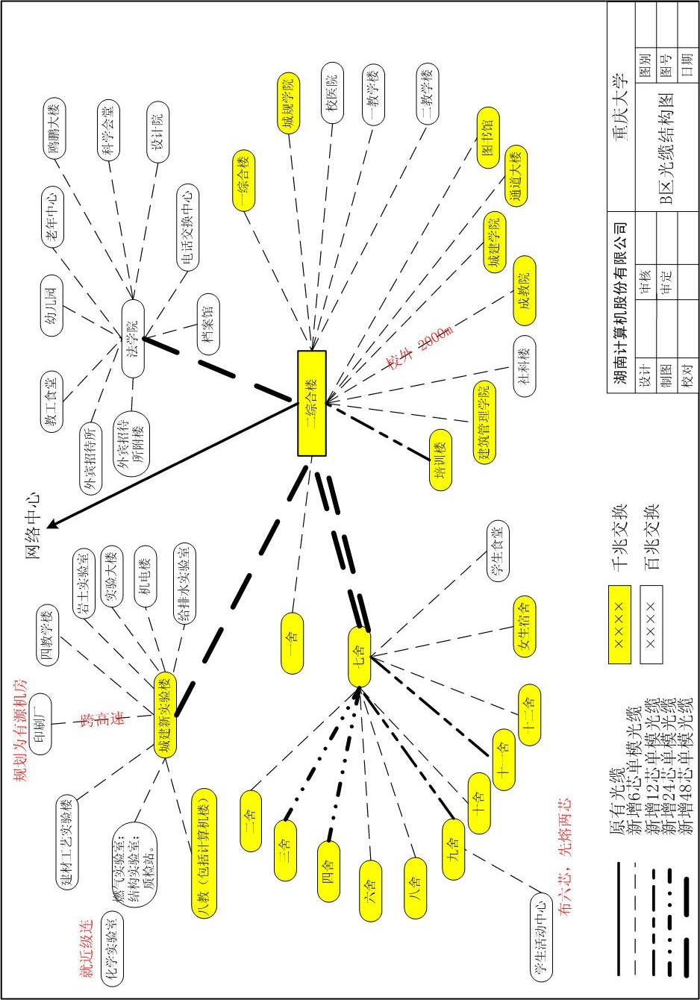 规划为有源机房
网络中心
就近级连
化学实验室
建材工艺实验楼
印刷厂
四教学楼
教工食堂
幼儿园
老年中心
鸥鹏大楼
岩土实验室
外宾招待所
科学会堂
跨高速
实验大楼
燃气实验室；
结构实验室；
质检站。
外宾招待
所附楼
法学院
机电楼
设计院
城建新实验楼
给排水实验室
电话交换中心
八教（包括计算机楼）
档案馆
二舍
一综合楼
三舍
一舍
城规学院
二综合楼
四舍
校医院
六舍
七舍
一教学楼
八舍
二教学楼
九舍
培训楼
校外 2000m
十舍
建筑管理学院
图书馆
十一舍
学生食堂
城建学院
通道大楼
学生活动中心
十二舍
女生宿舍
社科楼
成教院
布六芯，先熔两芯
原有光缆
新增6芯单模光缆
新增12芯单模光缆
新增24芯单模光缆
新增48芯单模光缆
×××× 千兆交换
×××× 百兆交换
湖南计算机股份有限公司 重庆大学
设计 审核 B区光缆结构图 图别
制图 审定 图号
校对 日期